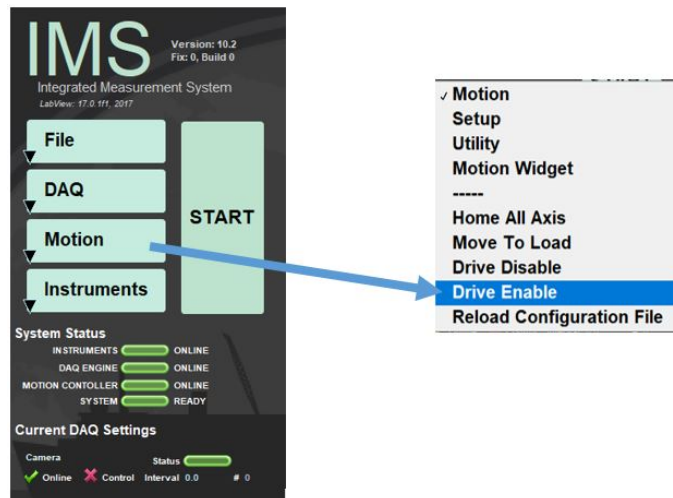 IMS
Version: 10.2
Fix: 0, Build 0
Integrated Measurement System
LabView: 17.0.1f1, 2017
File
DAQ
Motion
Instruments
START
System Status
INSTRUMENTS ONLINE
DAQ ENGINE ONLINE
MOTION CONTOLLER ONLINE
SYSTEM READY
Current DAQ Settings
Camera Status
Online Control Interval 0.0 # 0
✓ Motion
Setup
Utility
Motion Widget
-----
Home All Axis
Move To Load
Drive Disable
Drive Enable
Reload Configuration File